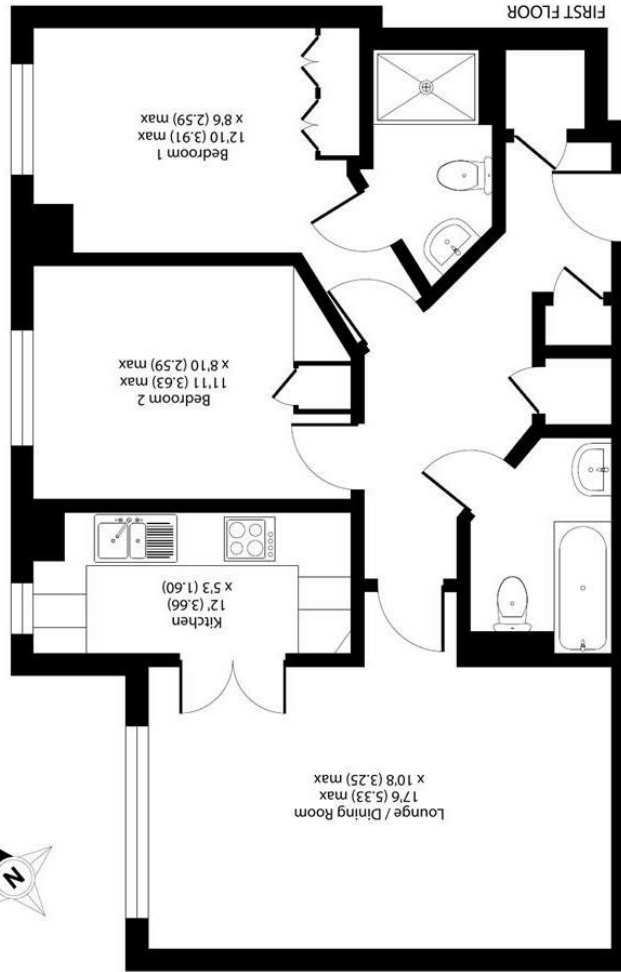 Lounge / Dining Room
17'6 (5.33) max
x 10'8 (3.25) max
Kitchen
12' (3.66)
x 5'3 (1.60)
Bedroom 2
11'11 (3.63) max
x 8'10 (2.59) max
Bedroom 1
12'10 (3.91) max
x 8'6 (2.59) max
FIRST FLOOR
N